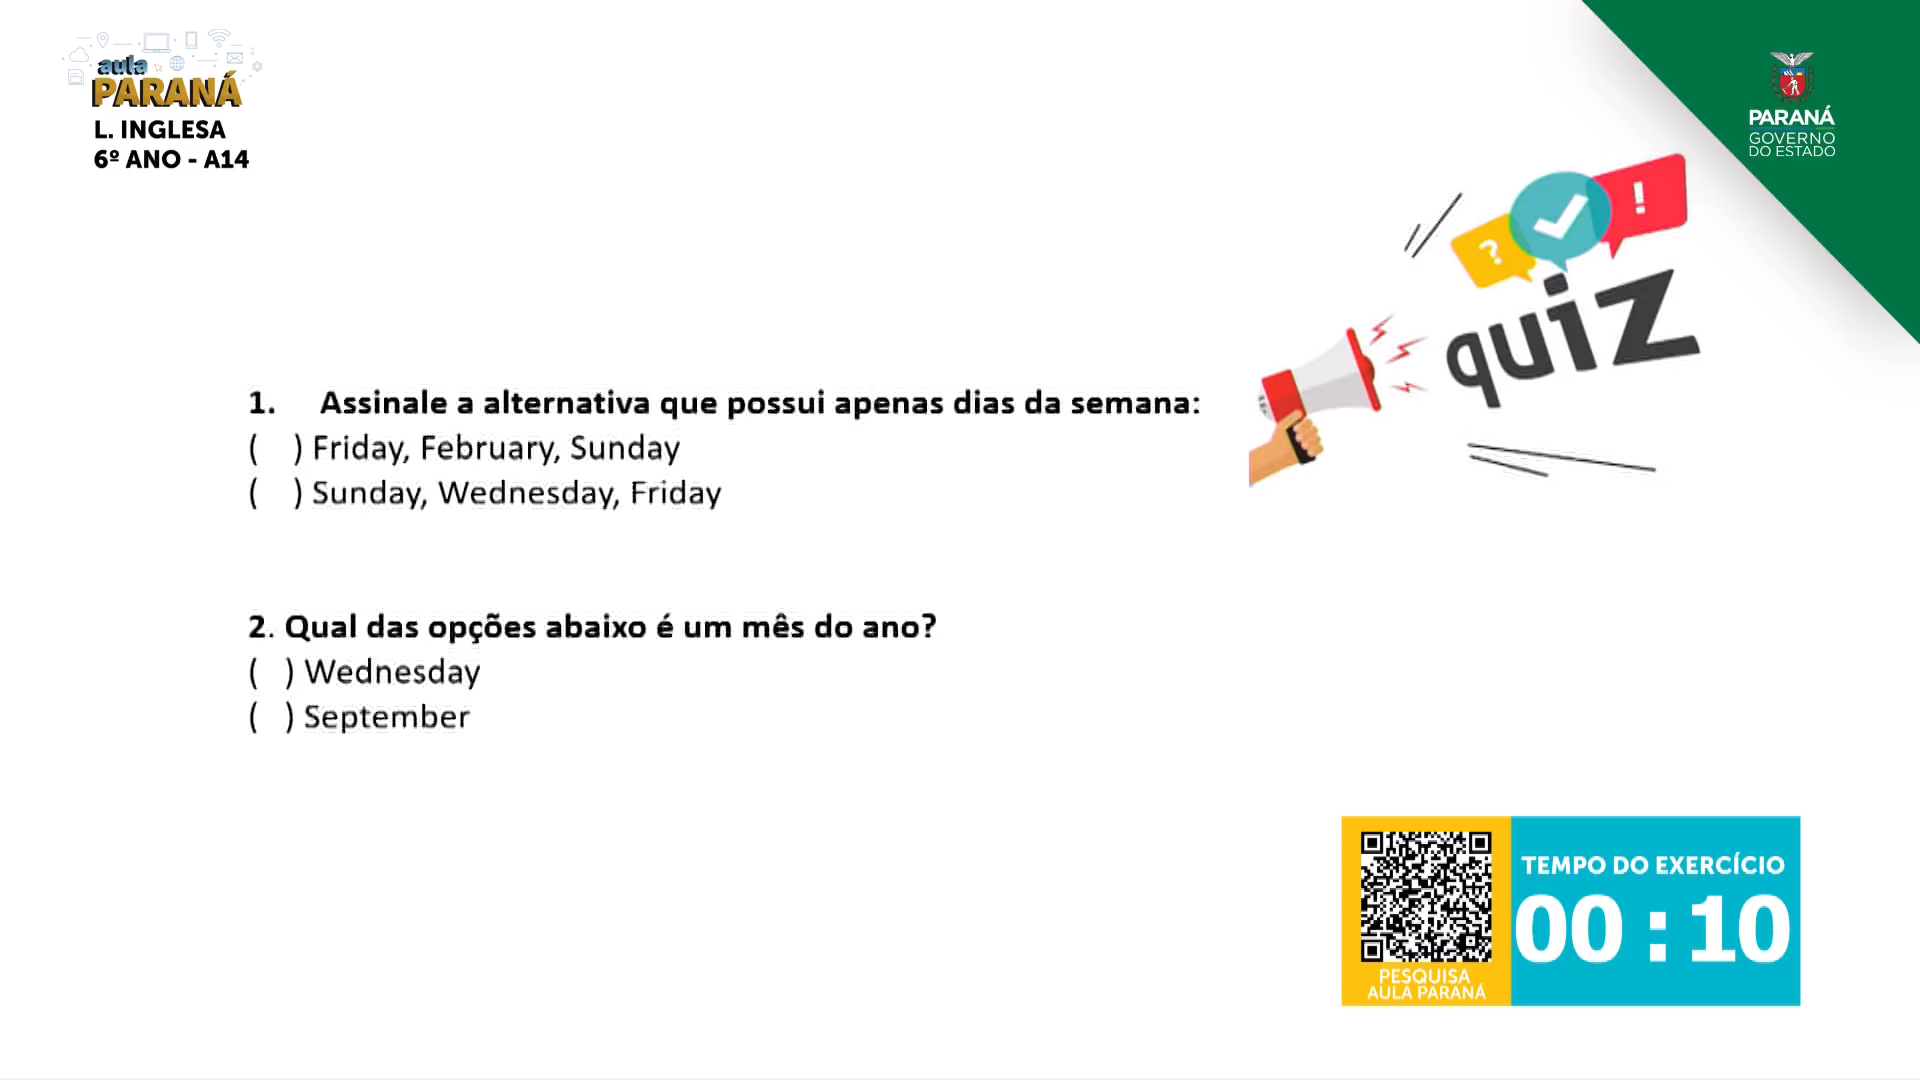 aula
PARANÁ
L. INGLESA
6º ANO - A14
PARANÁ
GOVERNO
DO ESTADO
?
!
quiz
1. Assinale a alternativa que possui apenas dias da semana:
( ) Friday, February, Sunday
( ) Sunday, Wednesday, Friday
2. Qual das opções abaixo é um mês do ano?
( ) Wednesday
( ) September
TEMPO DO EXERCÍCIO
00 : 10
PESQUISA
AULA PARANÁ